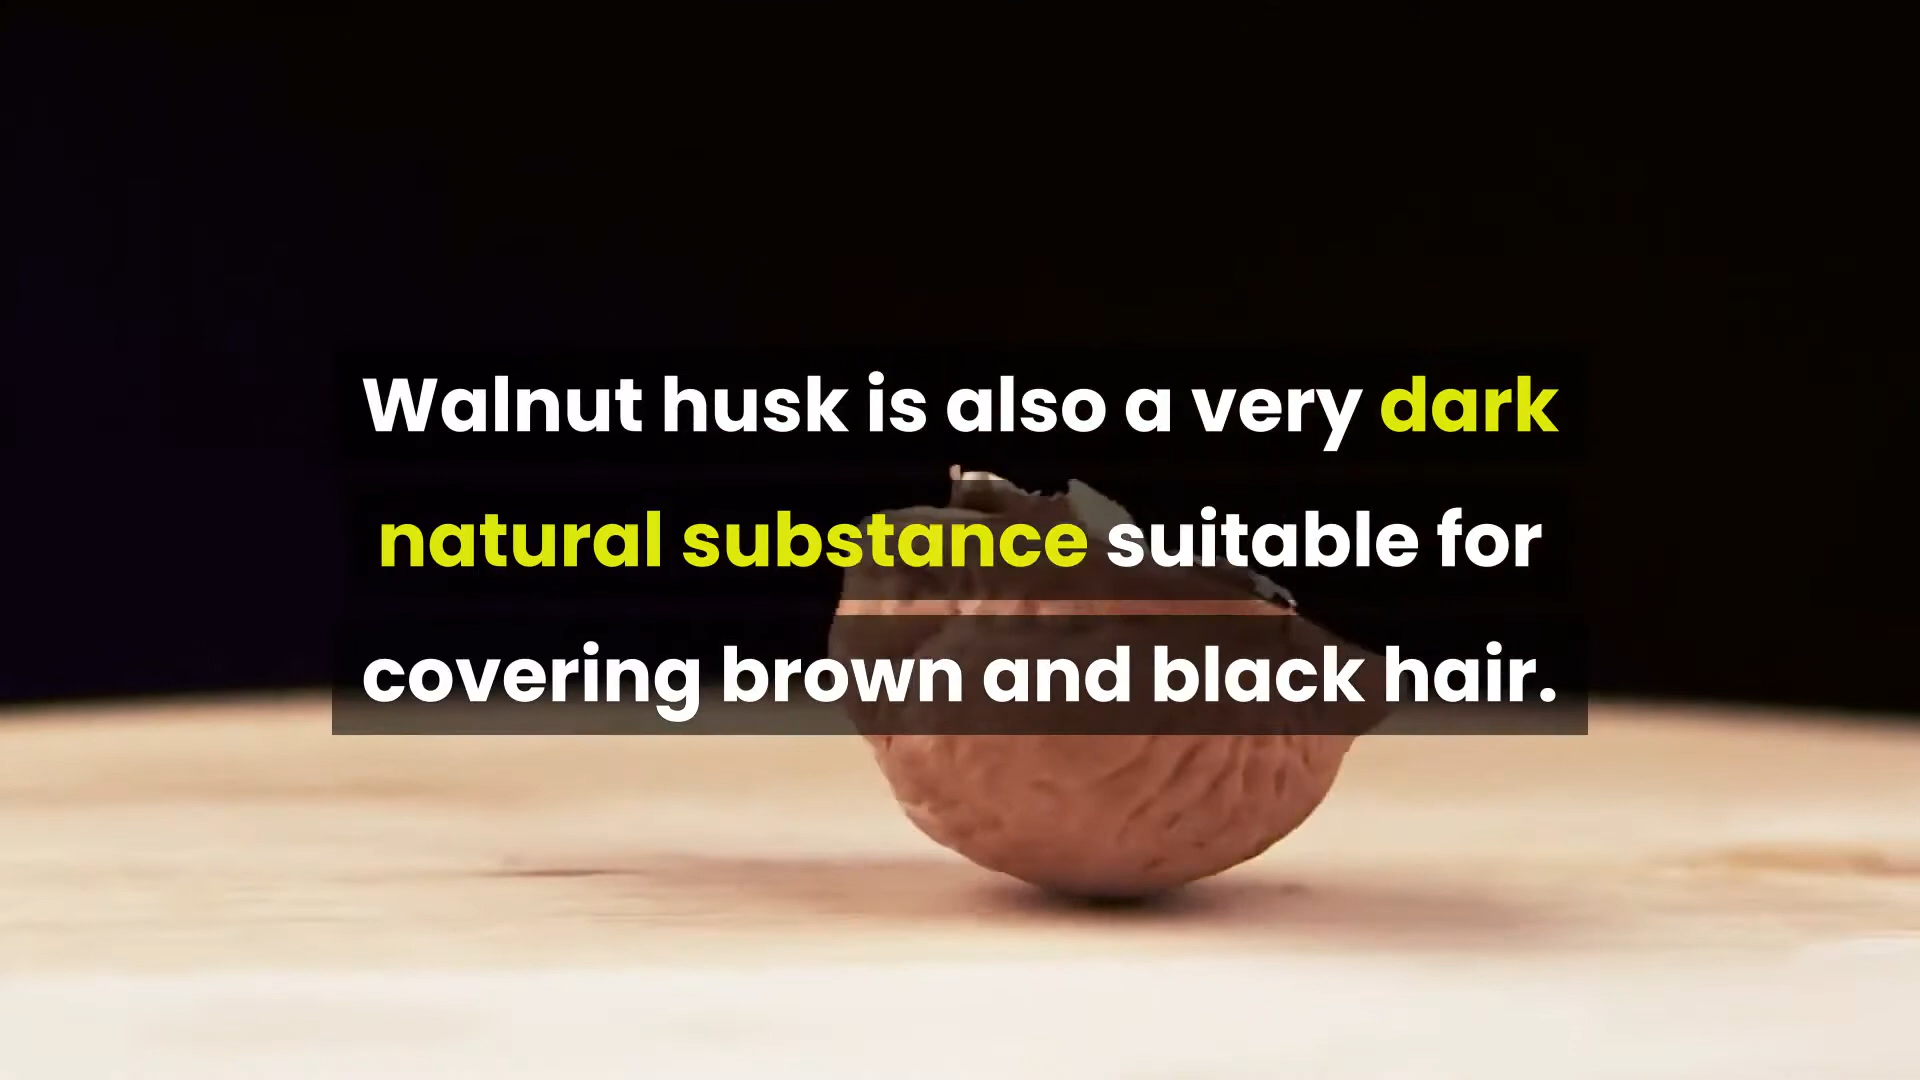 Walnut husk is also a very dark
natural substance suitable for
covering brown and black hair.